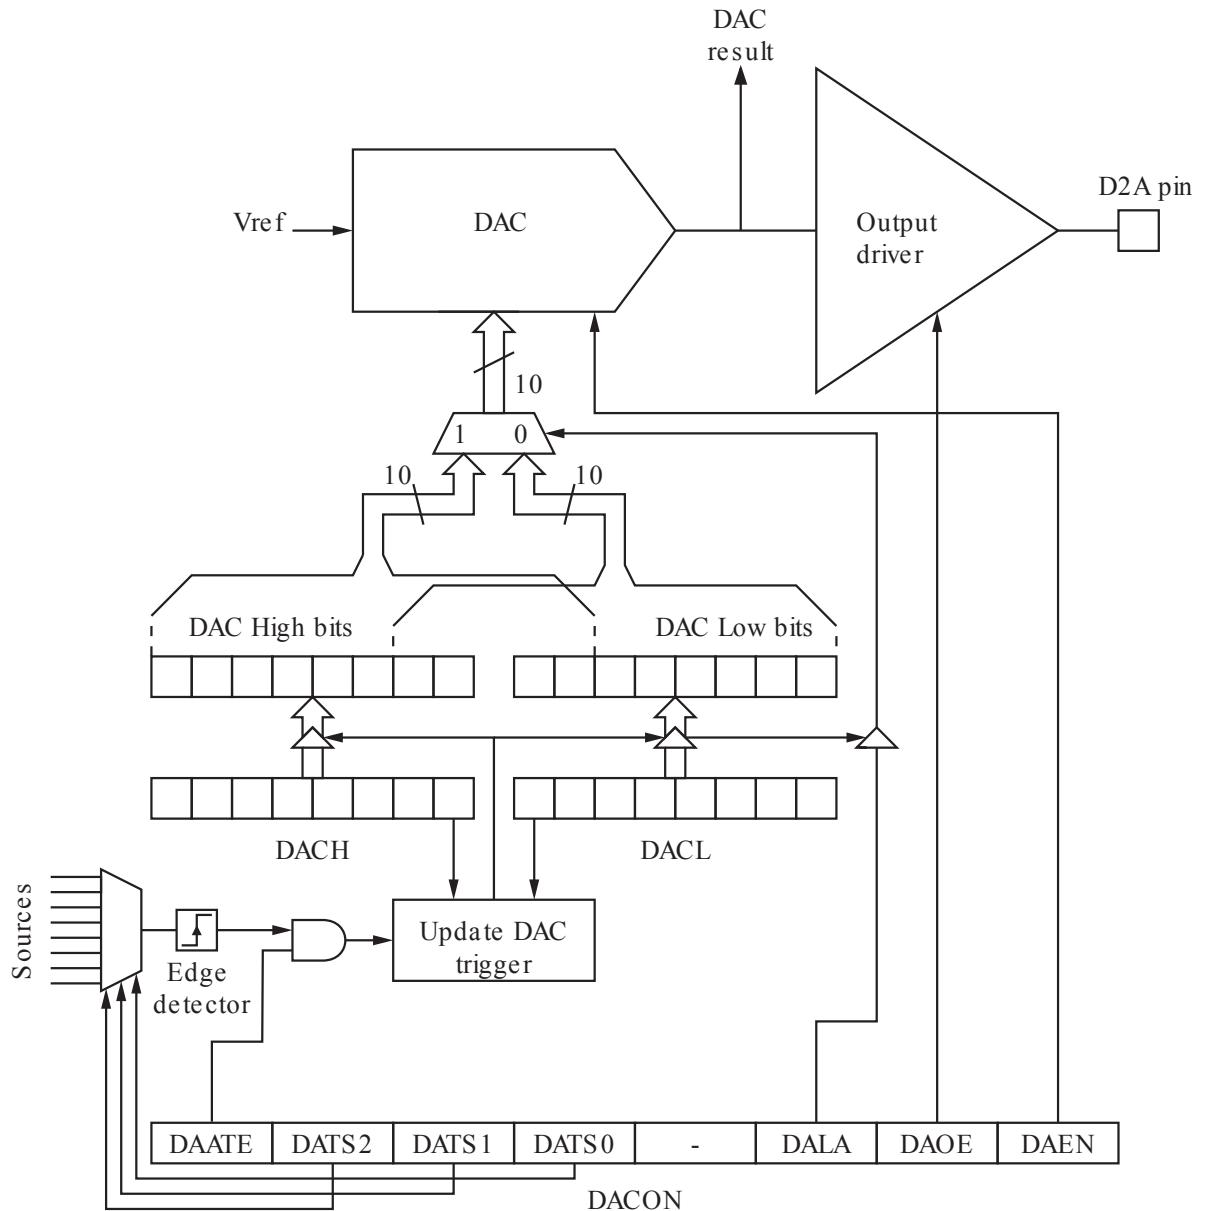 DAC
result
D2A pin
Vref
DAC
Output
driver
10
1 0
10 10
DAC High bits DAC Low bits
DACH DACL
Sources
Update DAC
trigger
Edge
detector
DAATE DATS2 DATS1 DATS0 - DALA DAOE DAEN
DACON